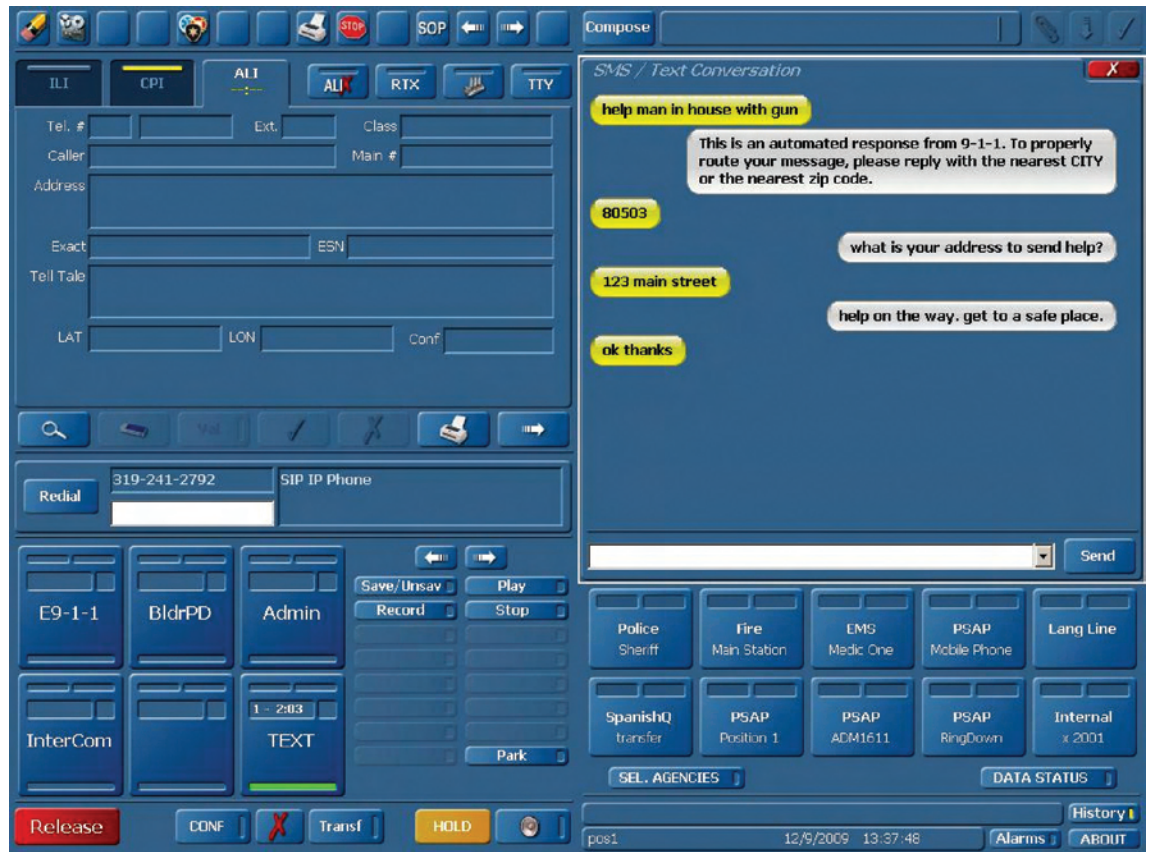 STOP
SOP
Compose
ILI
CPI
ALI
ALI
RTX
TTY
Tel. #
Ext.
Class
Caller
Main #
Address
Exact
ESN
Tell Tale
LAT
LON
Conf
Val
Redial
319-241-2792
SIP IP Phone
SMS / Text Conversation
X
help man in house with gun
This is an automated response from 9-1-1. To properly
route your message, please reply with the nearest CITY
or the nearest zip code.
80503
what is your address to send help?
123 main street
help on the way. get to a safe place.
ok thanks
Send
E9-1-1
BldrPD
Admin
InterCom
1 - 2:03
TEXT
Save/Unsav
Play
Record
Stop
Park
Police
Sheriff
Fire
Main Station
EMS
Medic One
PSAP
Mobile Phone
Lang Line
SpanishQ
transfer
PSAP
Position 1
PSAP
ADM1611
PSAP
RingDown
Internal
x 2001
SEL. AGENCIES
DATA STATUS
Release
CONF
Transf
HOLD
History
pos1
12/9/2009 13:37:48
Alarms
ABOUT